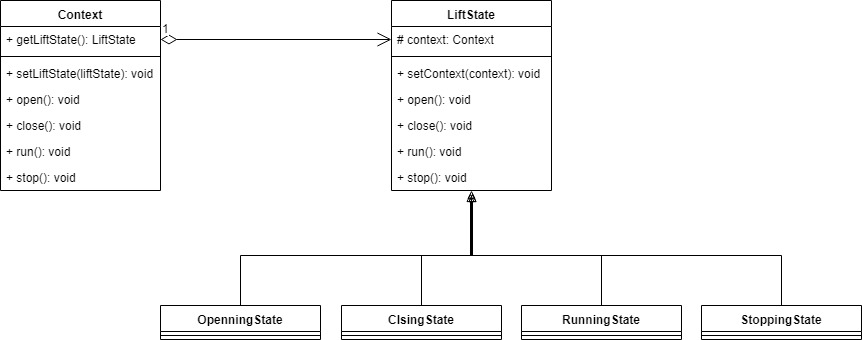 Context
+ getLiftState(): LiftState
+ setLiftState(liftState): void
+ open(): void
+ close(): void
+ run(): void
+ stop(): void
1
LiftState
# context: Context
+ setContext(context): void
+ open(): void
+ close(): void
+ run(): void
+ stop(): void
OpenningState
ClsingState
RunningState
StoppingState